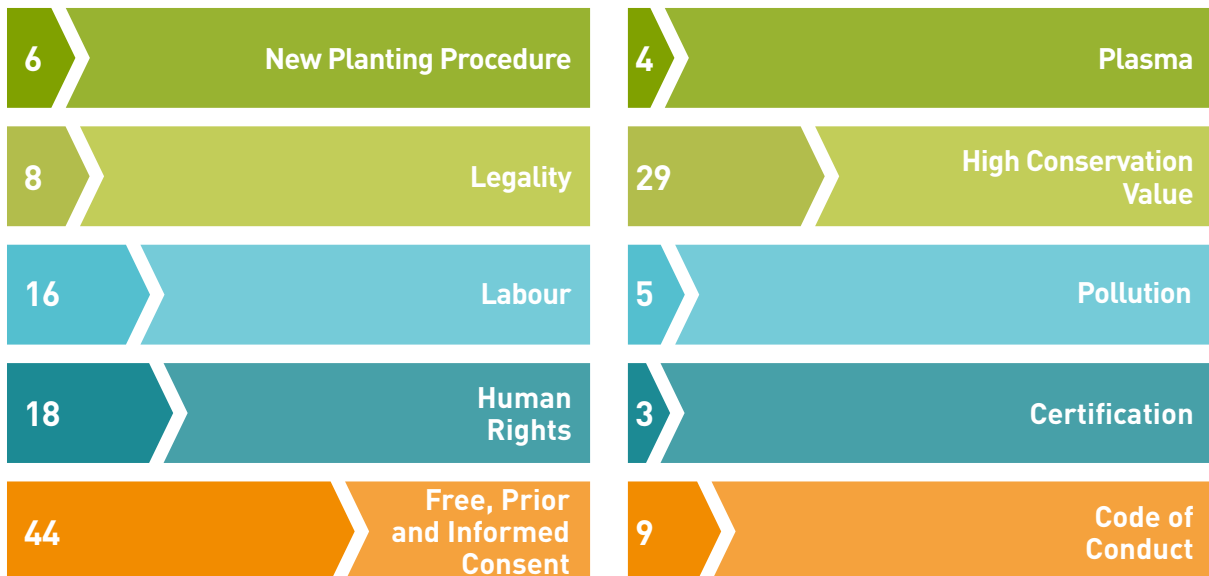 6
New Planting Procedure
4
Plasma
8
Legality
29
High Conservation
Value
16
Labour
5
Pollution
18
Human
Rights
3
Certification
44
Free, Prior
and Informed
Consent
9
Code of
Conduct